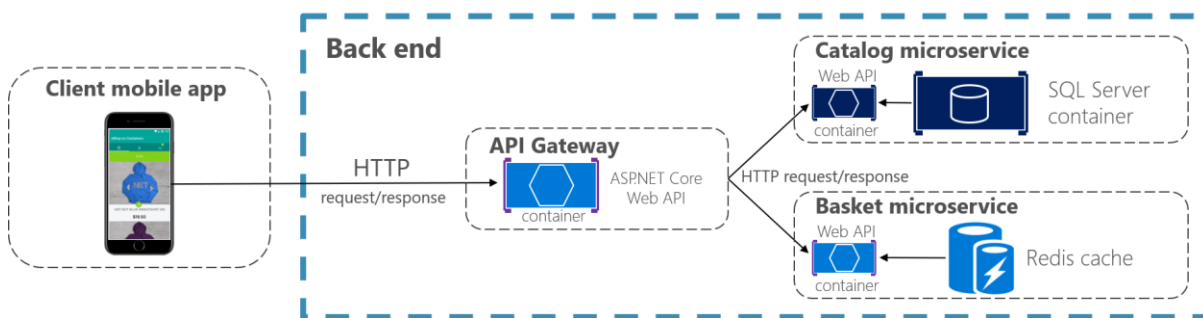 Back end
Client mobile app
HTTP
request/response
API Gateway
container
ASP.NET Core
Web API
HTTP request/response
Catalog microservice
Web API
container
SQL Server
container
Basket microservice
Web API
container
Redis cache
.NET